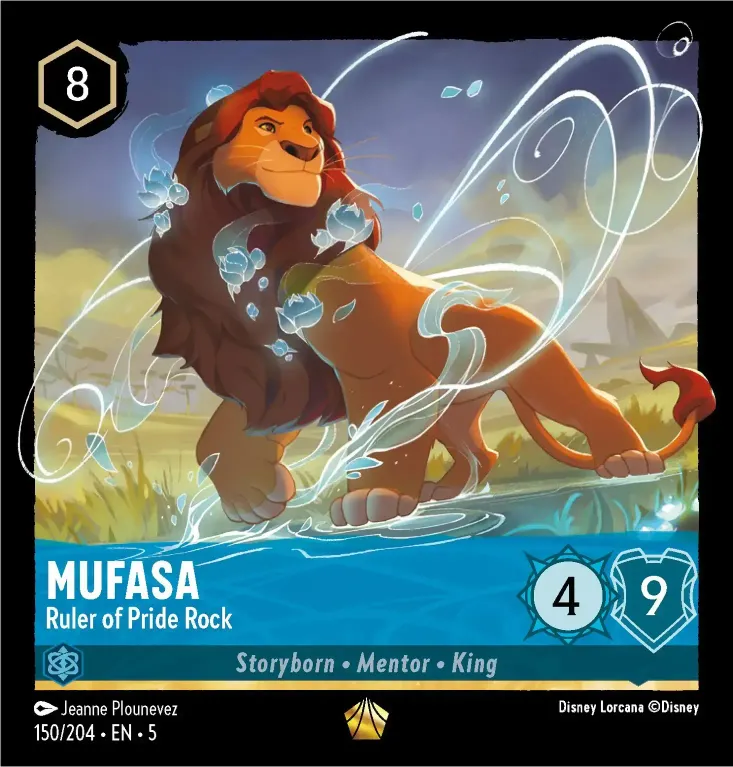 8
MUFASA
Ruler of Pride Rock
4
9
Storyborn • Mentor • King
Jeanne Plounevez
Disney Lorcana ©Disney
150/204 • EN • 5